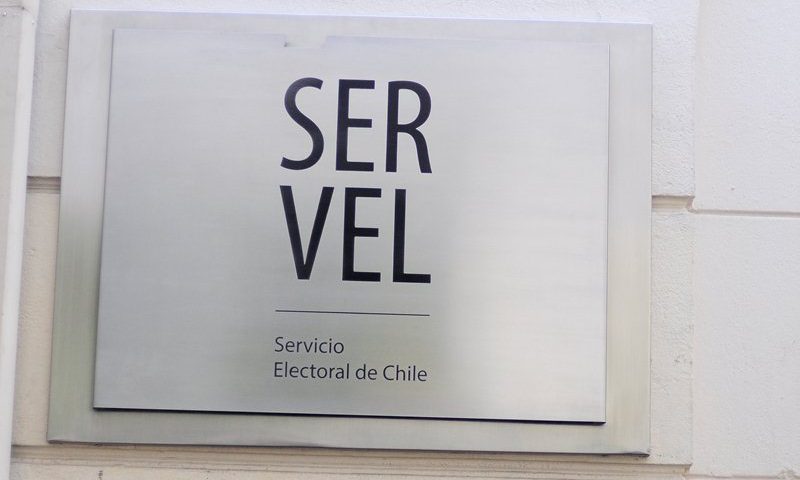 SER
VEL
Servicio
Electoral de Chile